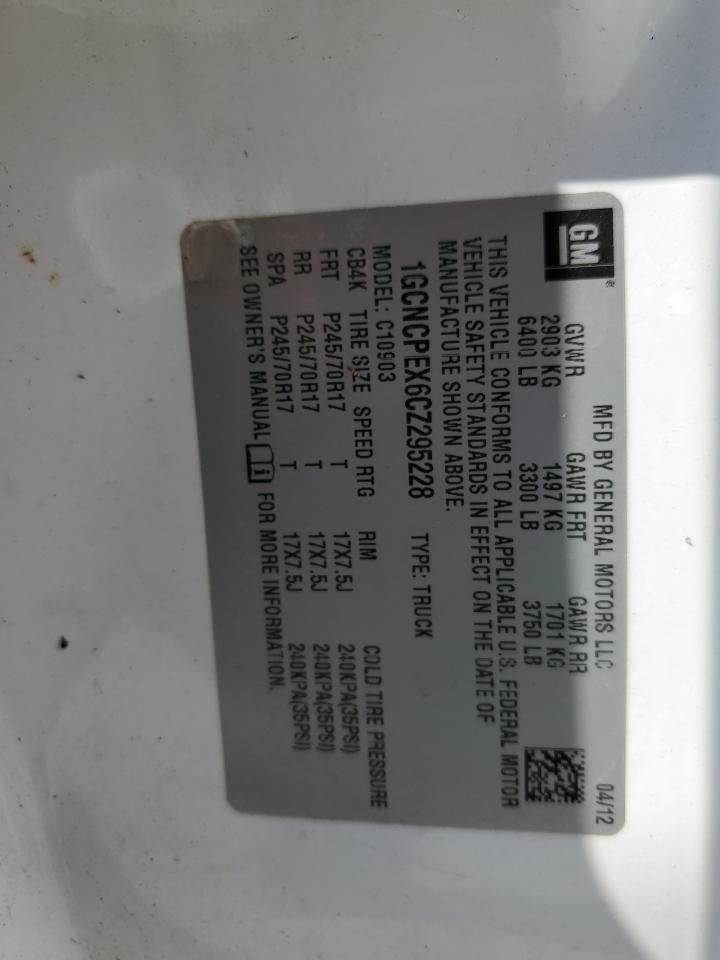 GM®
MFD BY GENERAL MOTORS LLC 04/12
GVWR GAWR FRT GAWR RR
2903 KG 1497 KG 1701 KG
6400 LB 3300 LB 3750 LB
THIS VEHICLE CONFORMS TO ALL APPLICABLE U.S. FEDERAL MOTOR
VEHICLE SAFETY STANDARDS IN EFFECT ON THE DATE OF
MANUFACTURE SHOWN ABOVE.
1GCNCPEX6CZ295228 TYPE: TRUCK
MODEL: C10903
CB4K TIRE SIZE SPEED RTG RIM COLD TIRE PRESSURE
FRT P245/70R17 T 17X7.5J 240KPA(35PSI)
RR P245/70R17 T 17X7.5J 240KPA(35PSI)
SPA P245/70R17 T 17X7.5J 240KPA(35PSI)
SEE OWNER'S MANUAL i FOR MORE INFORMATION.